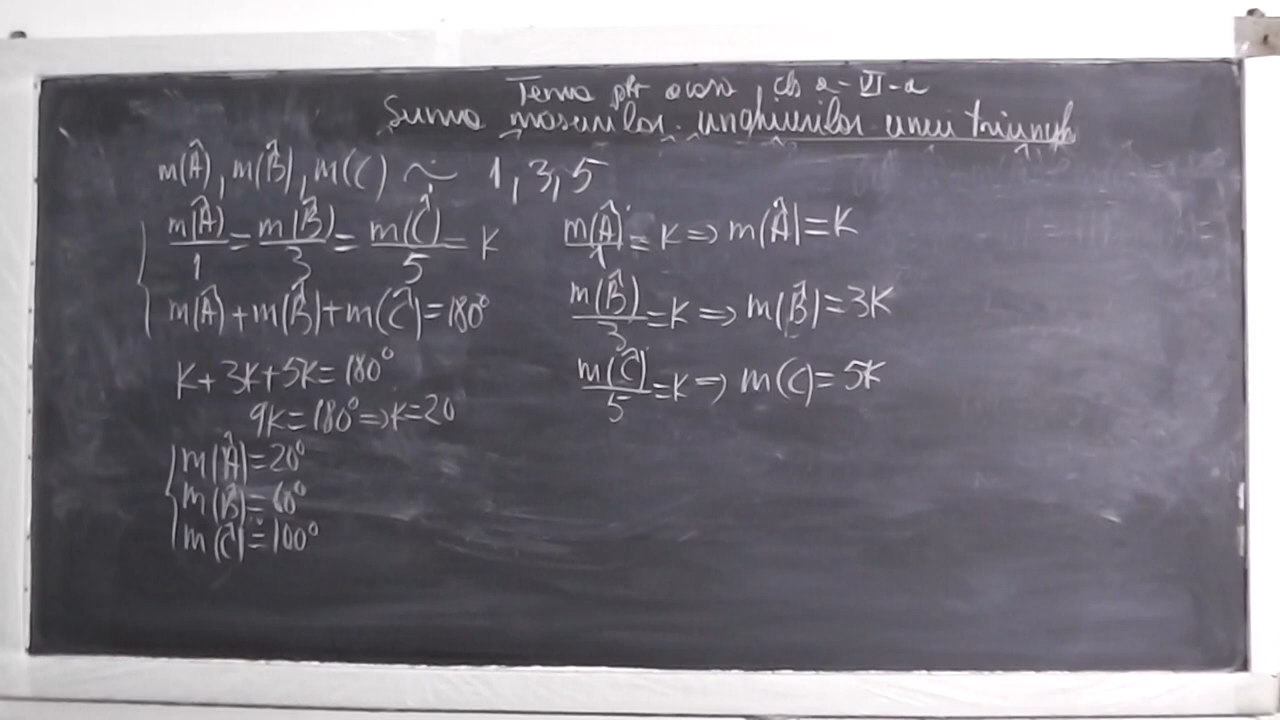 Tema ptr acasă, cls a-VI-a
Suma măsurilor unghiurilor unui triunghi
m(Â), m(B̂), m(C) ~ 1, 3, 5
m(Â)/1 = m(B̂)/3 = m(Ĉ)/5 = K
m(Â)+m(B̂)+m(Ĉ)=180°
K+3K+5K=180°
9K=180°⇒K=20
m(Â)=20°
m(B̂)=60°
m(Ĉ)=100°
m(Â)/1=K⇒m(Â)=K
m(B̂)/3=K⇒m(B̂)=3K
m(Ĉ)/5=K⇒m(C)=5K